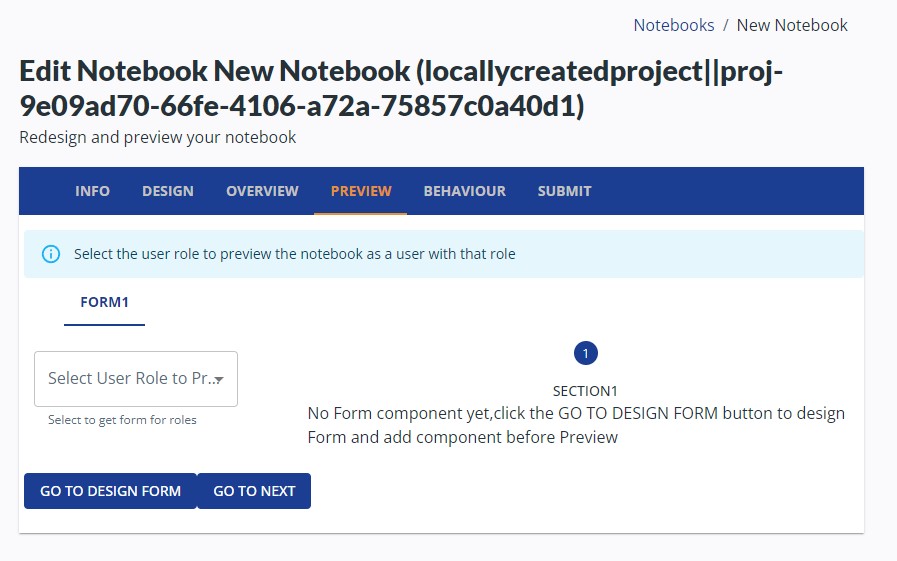 Notebooks / New Notebook
Edit Notebook New Notebook (locallycreatedproject||proj-
9e09ad70-66fe-4106-a72a-75857c0a40d1)
Redesign and preview your notebook
INFO DESIGN OVERVIEW PREVIEW BEHAVIOUR SUBMIT
Select the user role to preview the notebook as a user with that role
FORM1
1
Select User Role to Pr...
SECTION1
Select to get form for roles
No Form component yet,click the GO TO DESIGN FORM button to design
Form and add component before Preview
GO TO DESIGN FORM GO TO NEXT